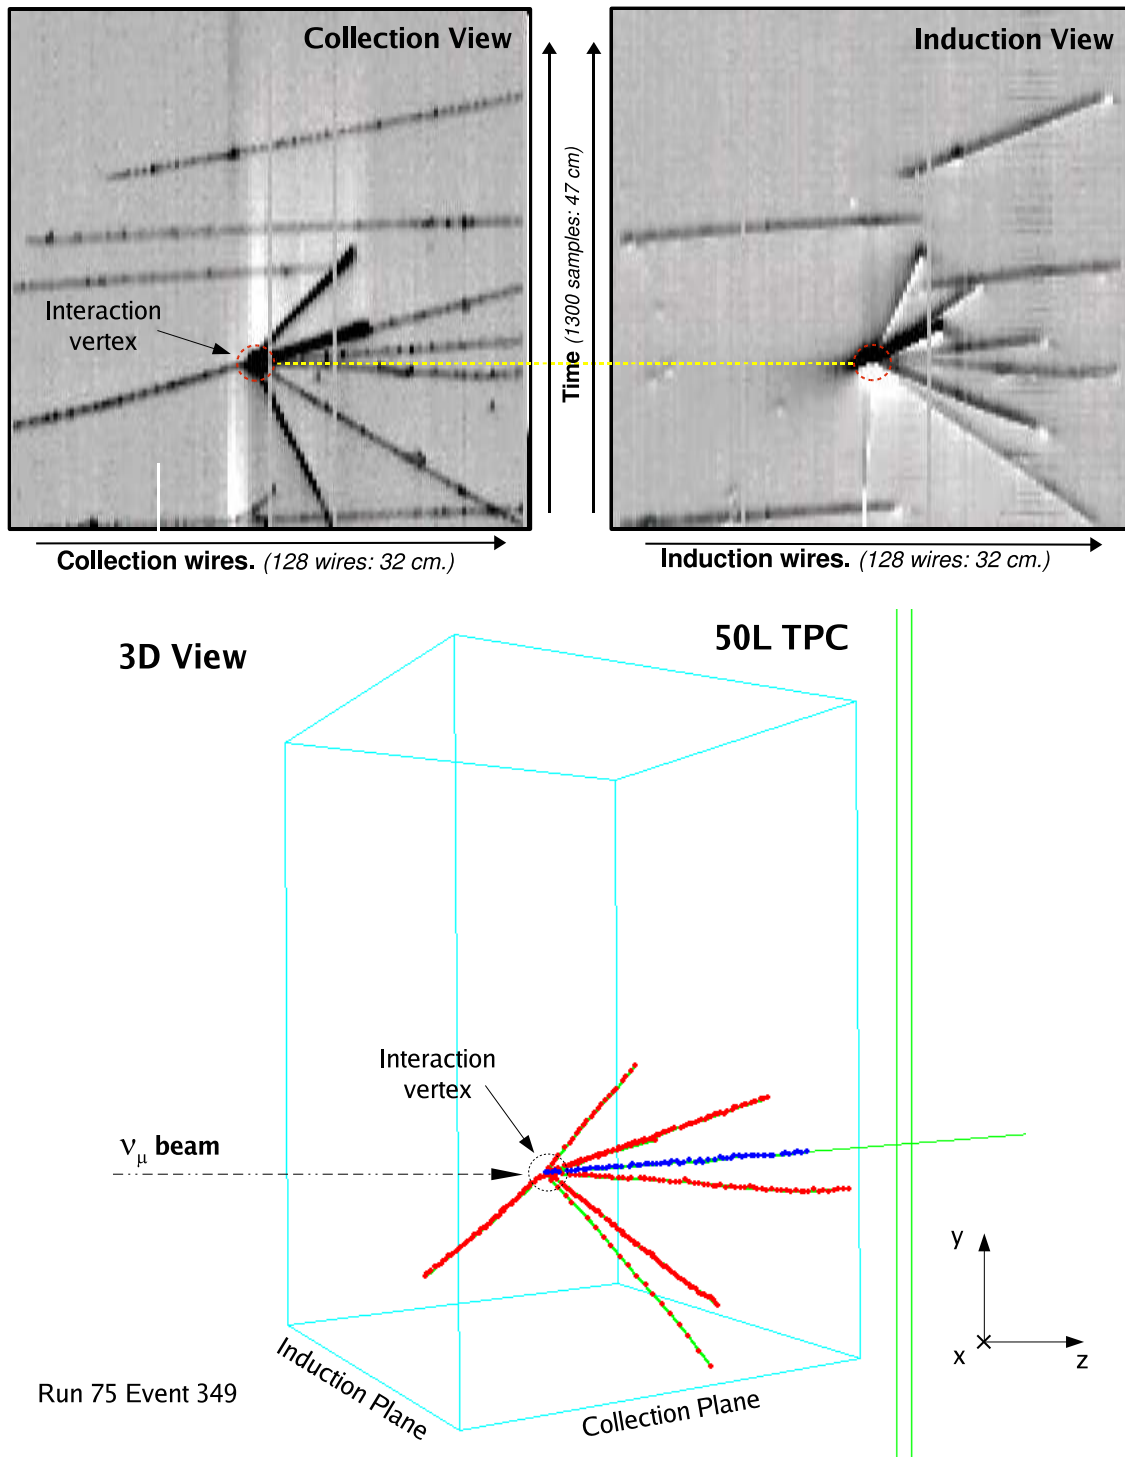 Collection View
Induction View
Interaction
vertex
Time (1300 samples: 47 cm)
Collection wires. (128 wires: 32 cm.)
Induction wires. (128 wires: 32 cm.)
3D View
50L TPC
Interaction
vertex
νμ beam
y
x
z
Induction Plane
Collection Plane
Run 75 Event 349